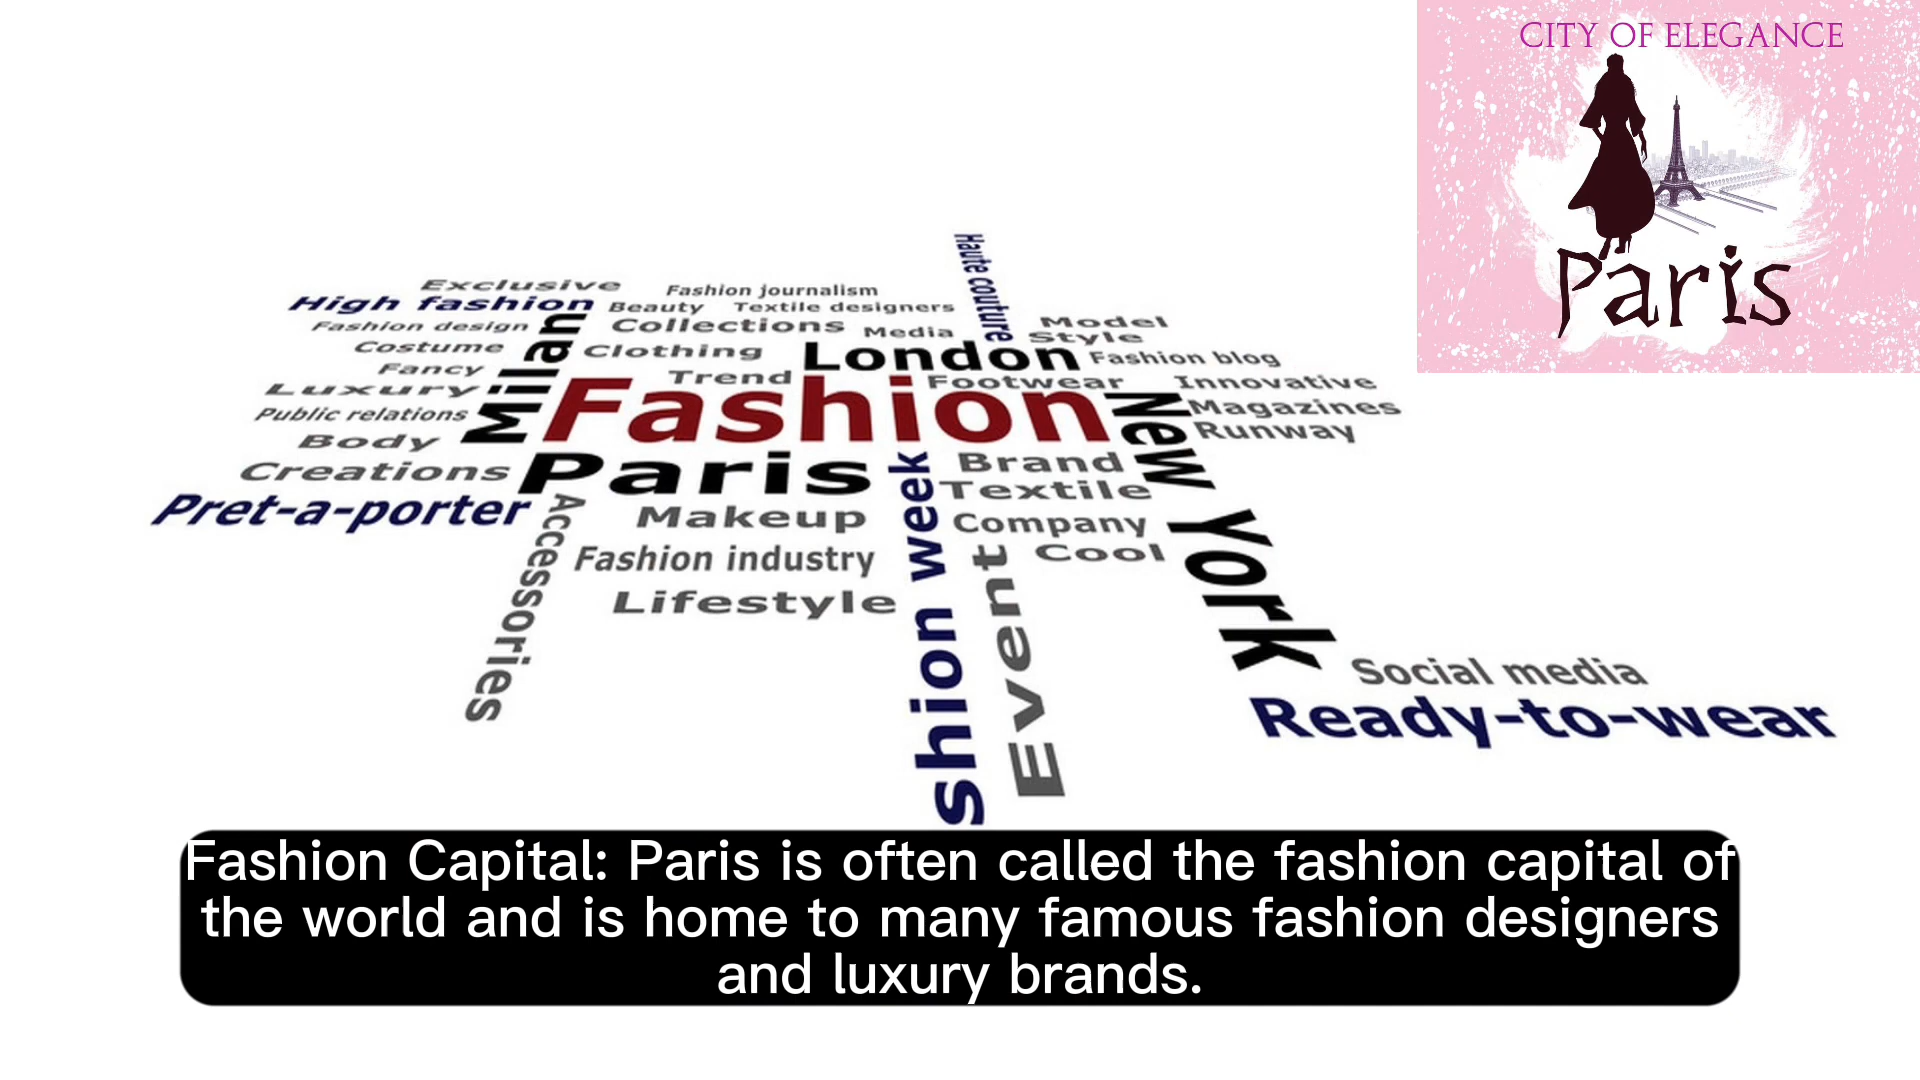 CITY OF ELEGANCE
Paris
Haute couture
Exclusive
Fashion journalism
High fashion
Beauty
Textile designers
Fashion design
Collections
Media
Model
Style
Costume
Milan
Clothing
London
Fashion blog
Fancy
Trend
Footwear
Innovative
Luxury
Fashion
Magazines
Public relations
New York
Runway
Body
Brand
Creations
Paris
Textile
Pret-a-porter
Makeup
Company
Accessories
Fashion industry
Cool
Lifestyle
shion week
Event
Social media
Ready-to-wear
Fashion Capital: Paris is often called the fashion capital of
the world and is home to many famous fashion designers
and luxury brands.